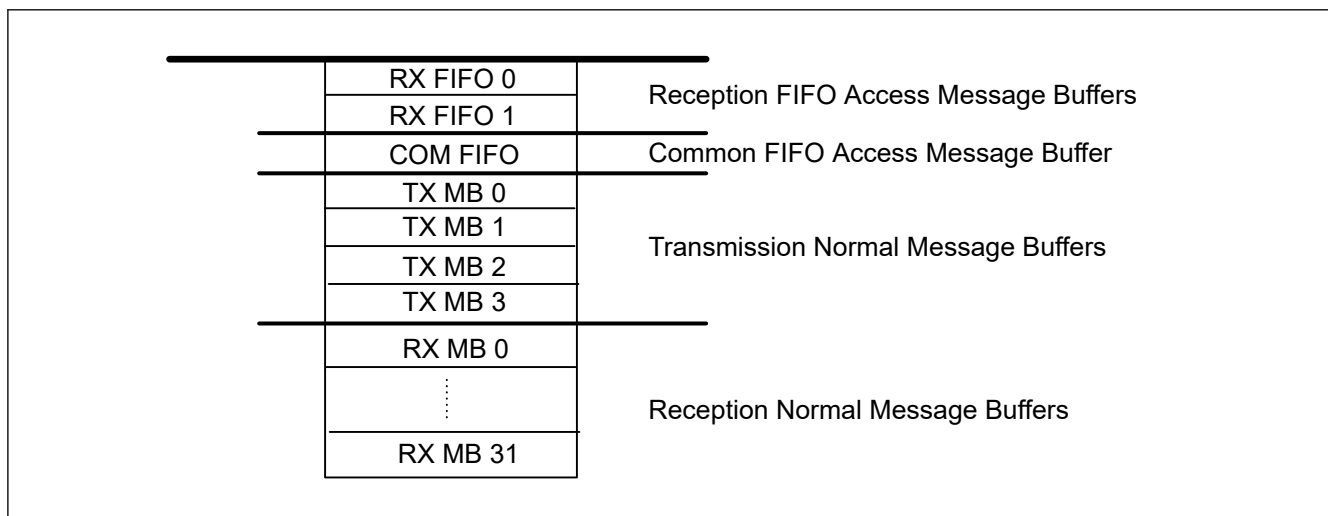 RX FIFO 0
RX FIFO 1
Reception FIFO Access Message Buffers
COM FIFO
Common FIFO Access Message Buffer
TX MB 0
TX MB 1
TX MB 2
TX MB 3
Transmission Normal Message Buffers
RX MB 0
RX MB 31
Reception Normal Message Buffers